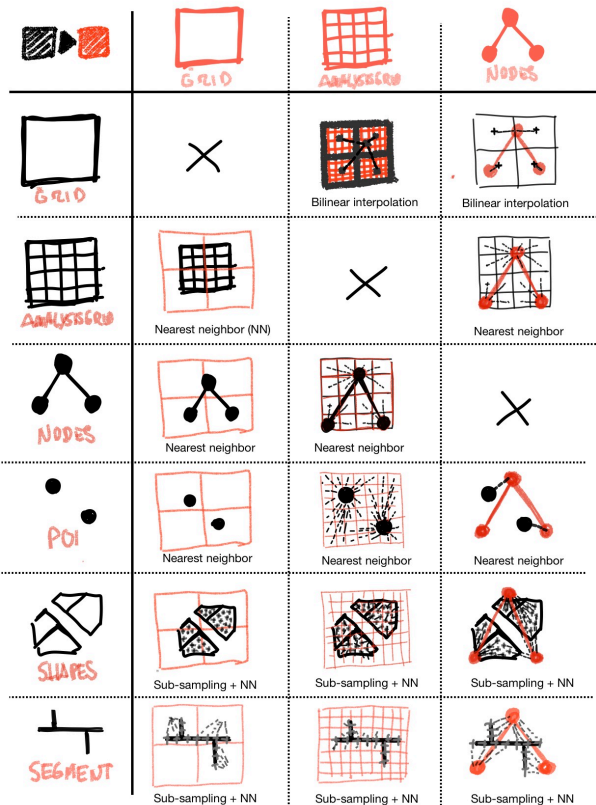 GRID
ANALYSISGRID
NODES
GRID
Bilinear interpolation
Bilinear interpolation
ANALYSISGRID
Nearest neighbor (NN)
Nearest neighbor
NODES
Nearest neighbor
Nearest neighbor
POI
Nearest neighbor
Nearest neighbor
Nearest neighbor
SHAPES
Sub-sampling + NN
Sub-sampling + NN
Sub-sampling + NN
SEGMENT
Sub-sampling + NN
Sub-sampling + NN
Sub-sampling + NN